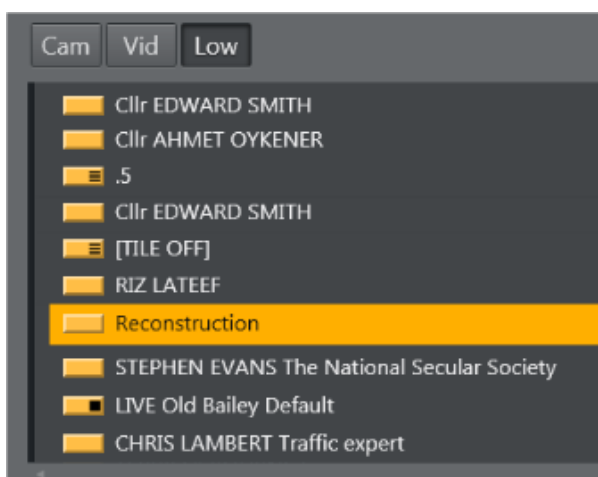 Cam Vid Low
Cllr EDWARD SMITH
Cllr AHMET OYKENER
.5
Cllr EDWARD SMITH
[TILE OFF]
RIZ LATEEF
Reconstruction
STEPHEN EVANS The National Secular Society
LIVE Old Bailey Default
CHRIS LAMBERT Traffic expert